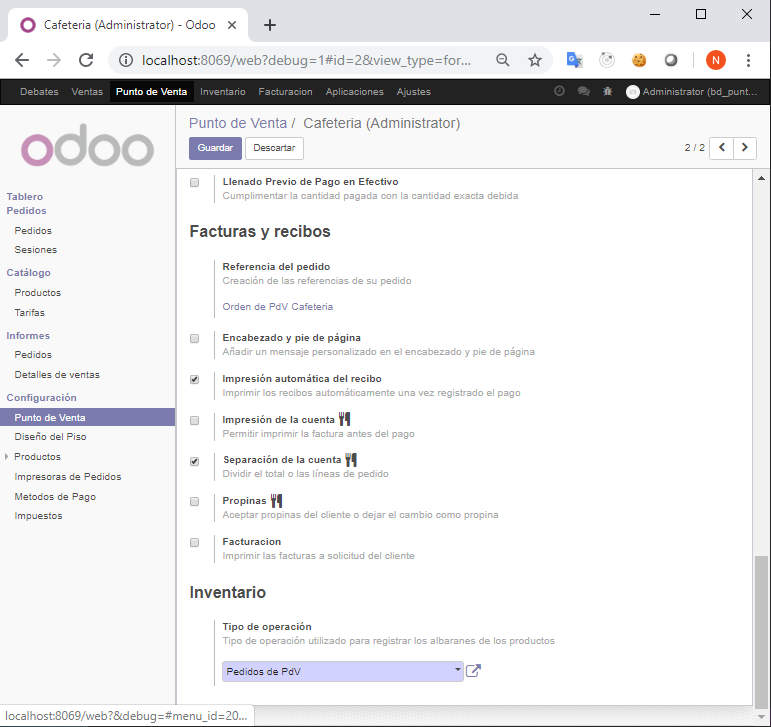 Cafeteria (Administrator) - Odoo
localhost:8069/web?debug=1#id=2&view_type=for...
N
Debates Ventas Punto de Venta Inventario Facturacion Aplicaciones Ajustes Administrator (bd_punt...
odoo
Punto de Venta / Cafeteria (Administrator)
Guardar Descartar 2 / 2
Tablero
Pedidos
Pedidos
Sesiones
Catálogo
Productos
Tarifas
Informes
Pedidos
Detalles de ventas
Configuración
Punto de Venta
Diseño del Piso
Productos
Impresoras de Pedidos
Metodos de Pago
Impuestos
Llenado Previo de Pago en Efectivo
Cumplimentar la cantidad pagada con la cantidad exacta debida
Facturas y recibos
Referencia del pedido
Creación de las referencias de su pedido
Orden de PdV Cafeteria
Encabezado y pie de página
Añadir un mensaje personalizado en el encabezado y pie de página
Impresión automática del recibo
Imprimir los recibos automáticamente una vez registrado el pago
Impresión de la cuenta
Permitir imprimir la factura antes del pago
Separación de la cuenta
Dividir el total o las líneas de pedido
Propinas
Aceptar propinas del cliente o dejar el cambio como propina
Facturacion
Imprimir las facturas a solicitud del cliente
Inventario
Tipo de operación
Tipo de operación utilizado para registrar los albaranes de los productos
Pedidos de PdV
localhost:8069/web?&debug=#menu_id=20...